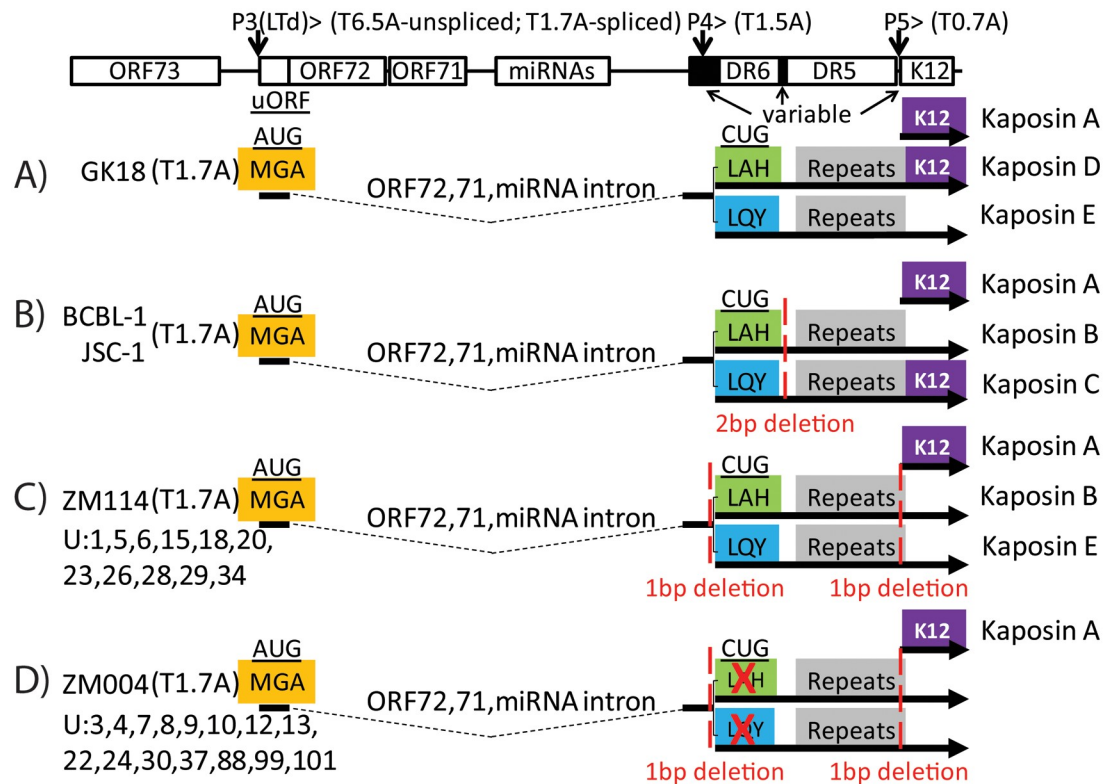 P3(LTd)> (T6.5A-unspliced; T1.7A-spliced) P4> (T1.5A) P5> (T0.7A)
ORF73 ORF72 ORF71 miRNAs DR6 DR5 K12
uORF variable
A) GK18 (T1.7A) AUG MGA ORF72,71,miRNA intron CUG
K12 Kaposin A
LAH Repeats K12 Kaposin D
LQY Repeats Kaposin E
B) BCBL-1 JSC-1 (T1.7A) AUG MGA ORF72,71,miRNA intron CUG
K12 Kaposin A
LAH Repeats Kaposin B
LQY Repeats K12 Kaposin C
2bp deletion
C) ZM114 (T1.7A) AUG MGA ORF72,71,miRNA intron CUG
U:1,5,6,15,18,20,
23,26,28,29,34
K12 Kaposin A
LAH Repeats Kaposin B
LQY Repeats Kaposin E
1bp deletion 1bp deletion
D) ZM004 (T1.7A) AUG MGA ORF72,71,miRNA intron CUG
U:3,4,7,8,9,10,12,13,
22,24,30,37,88,99,101
K12 Kaposin A
LAH X Repeats
LQY X Repeats
1bp deletion 1bp deletion